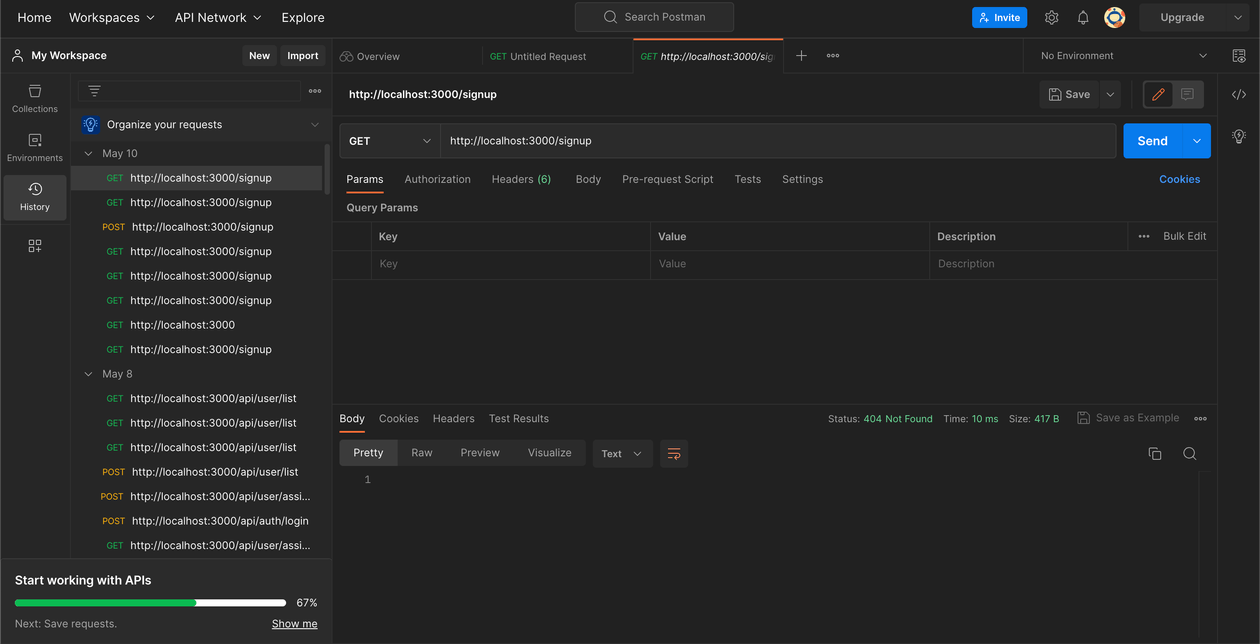 Home Workspaces API Network Explore Search Postman Invite Upgrade
My Workspace New Import Overview GET Untitled Request GET http://localhost:3000/sig No Environment
Collections
Environments
History
Organize your requests
May 10
GET http://localhost:3000/signup
GET http://localhost:3000/signup
POST http://localhost:3000/signup
GET http://localhost:3000/signup
GET http://localhost:3000/signup
GET http://localhost:3000/signup
GET http://localhost:3000
GET http://localhost:3000/signup
May 8
GET http://localhost:3000/api/user/list
GET http://localhost:3000/api/user/list
GET http://localhost:3000/api/user/list
POST http://localhost:3000/api/user/list
POST http://localhost:3000/api/user/assi...
POST http://localhost:3000/api/auth/login
GET http://localhost:3000/api/user/assi...
Start working with APIs
67%
Next: Save requests. Show me
http://localhost:3000/signup Save
GET http://localhost:3000/signup Send
Params Authorization Headers (6) Body Pre-request Script Tests Settings Cookies
Query Params
Key Value Description Bulk Edit
Key Value Description
Body Cookies Headers Test Results Status: 404 Not Found Time: 10 ms Size: 417 B Save as Example
Pretty Raw Preview Visualize Text
1